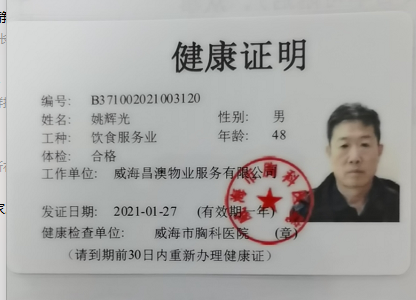 健康证明
编号: B371002021003120
姓名: 姚辉光 性别: 男
工种: 饮食服务业 年龄: 48
体检: 合格
工作单位: 威海昌澳物业服务有限公司
发证日期: 2021-01-27 (有效期一年)
健康检查单位: 威海市胸科医院 (章)
(请到期前30日内重新办理健康证)